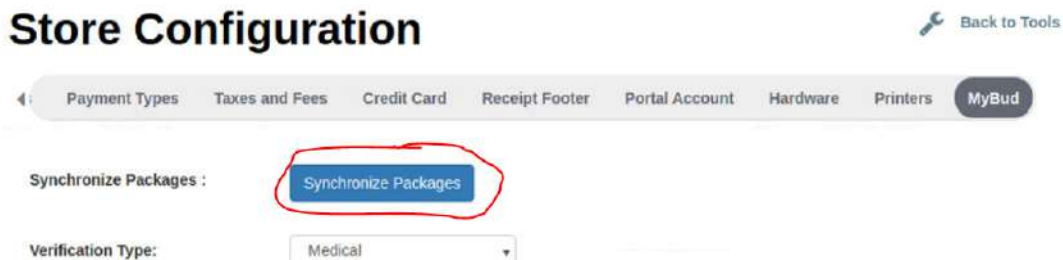 Store Configuration
Back to Tools
Payment Types Taxes and Fees Credit Card Receipt Footer Portal Account Hardware Printers MyBud
Synchronize Packages :
Synchronize Packages
Verification Type:
Medical